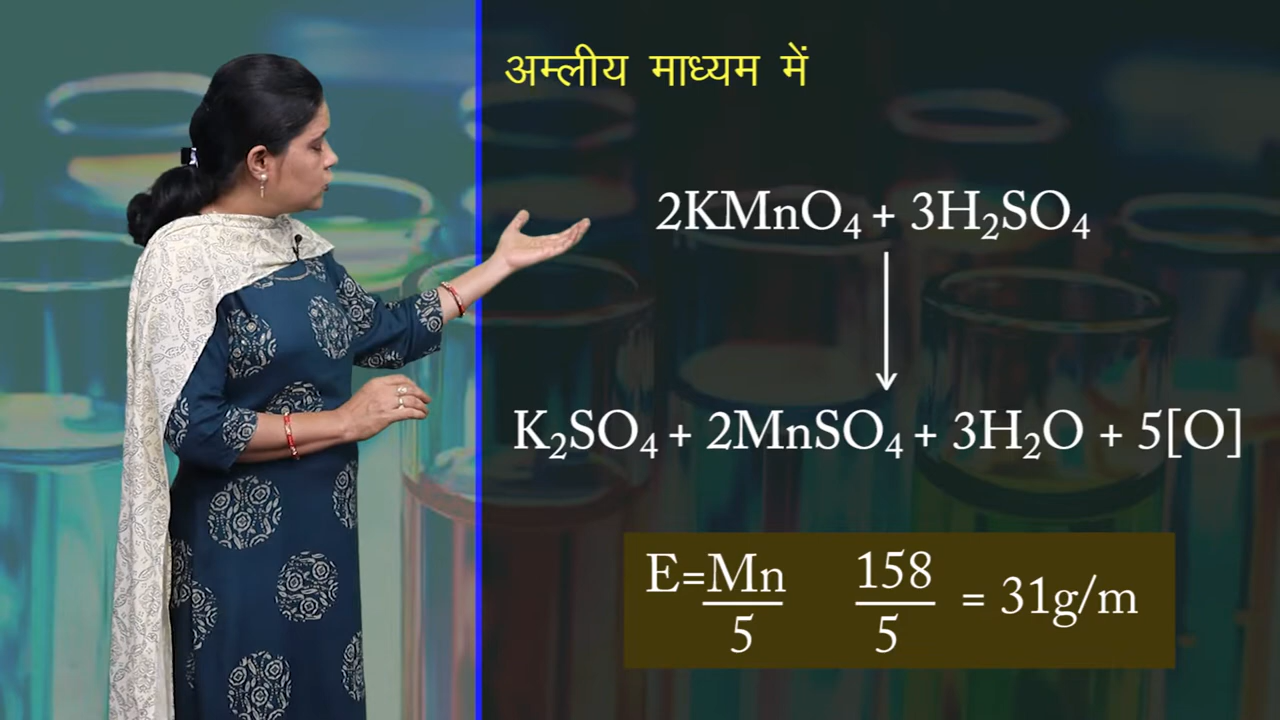 अम्लीय माध्यम में
2KMnO₄ + 3H₂SO₄
K₂SO₄ + 2MnSO₄ + 3H₂O + 5[O]
E=Mn/5 158/5 = 31g/m